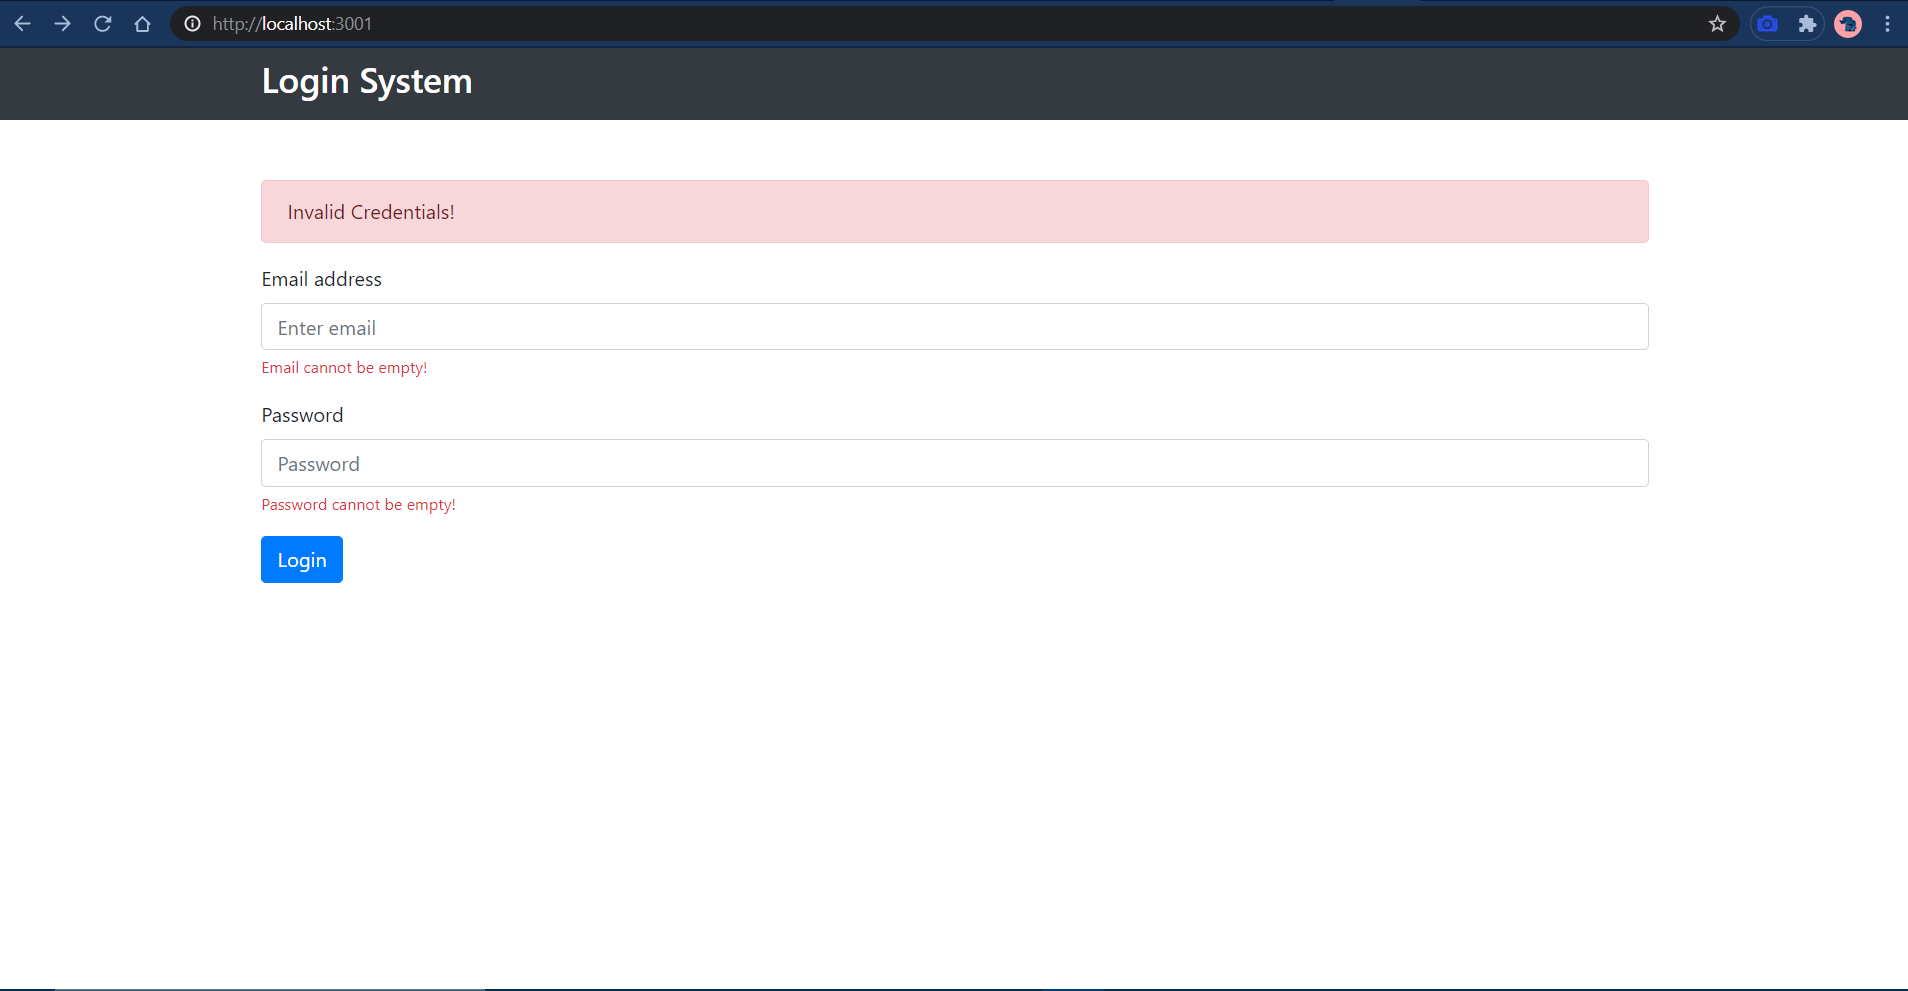 http://localhost:3001
Login System
Invalid Credentials!
Email address
Enter email
Email cannot be empty!
Password
Password
Password cannot be empty!
Login